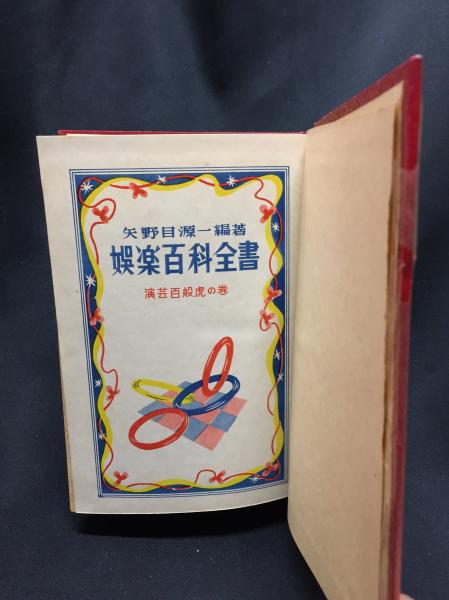 矢野目源一編著
娯楽百科全書
演芸百般虎の巻